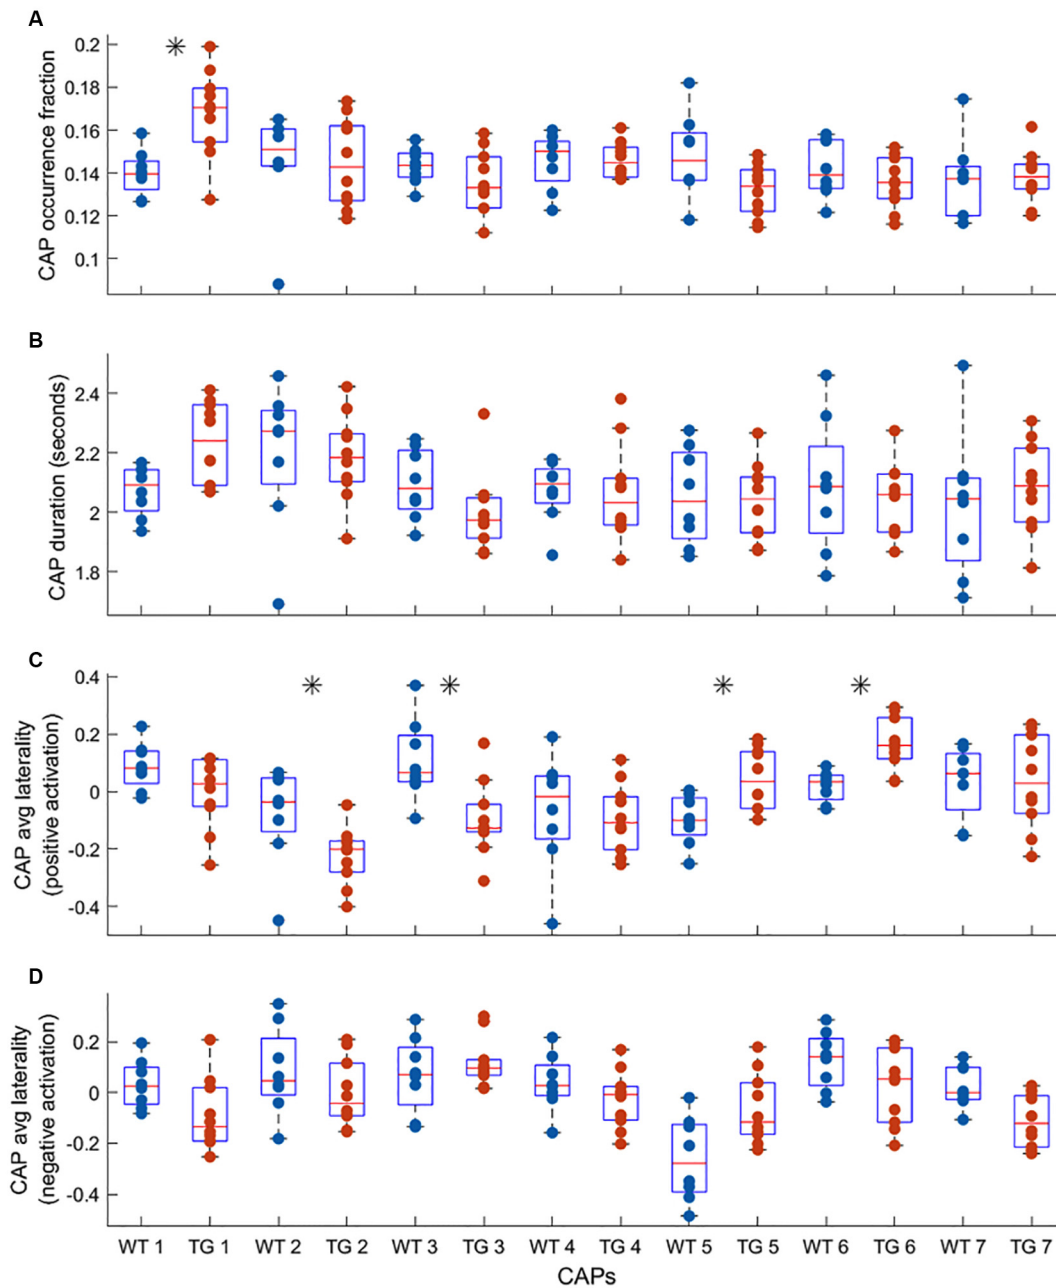 A
CAP occurrence fraction
0.2
0.18
0.16
0.14
0.12
0.1
B
CAP duration (seconds)
2.4
2.2
2
1.8
C
CAP avg laterality
(positive activation)
0.4
0.2
0
-0.2
-0.4
D
CAP avg laterality
(negative activation)
0.2
0
-0.2
-0.4
WT 1 TG 1 WT 2 TG 2 WT 3 TG 3 WT 4 TG 4 WT 5 TG 5 WT 6 TG 6 WT 7 TG 7
CAPs